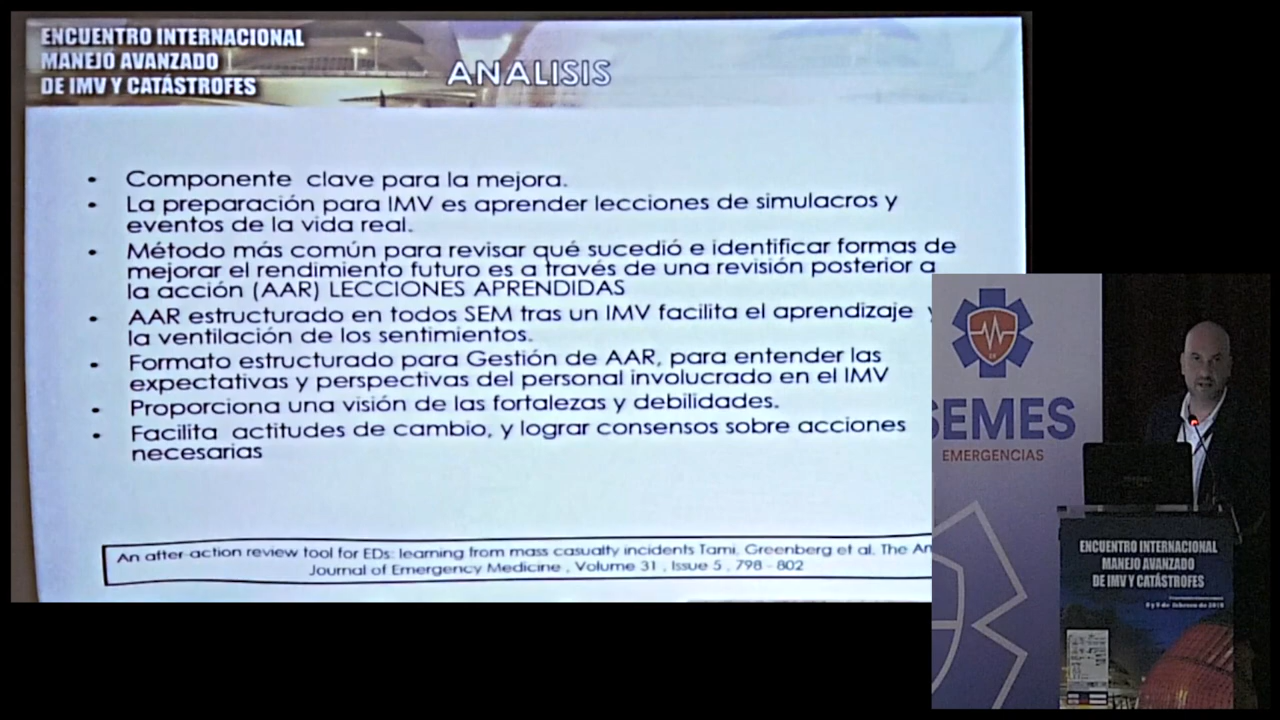 ENCUENTRO INTERNACIONAL
MANEJO AVANZADO
DE IMV Y CATÁSTROFES
ANALISIS
• Componente clave para la mejora.
• La preparación para IMV es aprender lecciones de simulacros y
eventos de la vida real.
• Método más común para revisar qué sucedió e identificar formas de
mejorar el rendimiento futuro es a través de una revisión posterior a
la acción (AAR) LECCIONES APRENDIDAS
• AAR estructurado en todos SEM tras un IMV facilita el aprendizaje y
la ventilación de los sentimientos.
• Formato estructurado para Gestión de AAR, para entender las
expectativas y perspectivas del personal involucrado en el IMV
• Proporciona una visión de las fortalezas y debilidades.
• Facilita actitudes de cambio, y lograr consensos sobre acciones
necesarias
An after-action review tool for EDs: learning from mass casualty incidents Tami, Greenberg et al. The Am
Journal of Emergency Medicine , Volume 31 , Issue 5 , 798 - 802
SEMES
EMERGENCIAS
ENCUENTRO INTERNACIONAL
MANEJO AVANZADO
DE IMV Y CATÁSTROFES